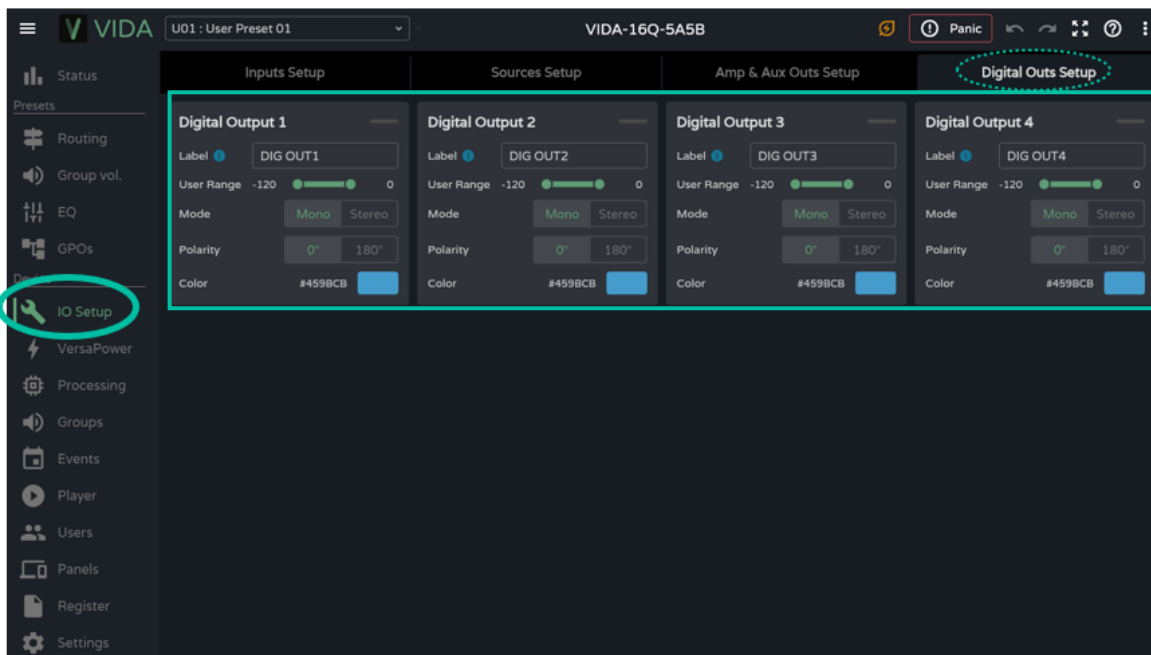 VIDA
U01 : User Preset 01
VIDA-16Q-5A5B
Panic
Status
Presets
Routing
Group vol.
EQ
GPOs
Device
IO Setup
VersaPower
Processing
Groups
Events
Player
Users
Panels
Register
Settings
Inputs Setup
Sources Setup
Amp & Aux Outs Setup
Digital Outs Setup
Digital Output 1
Label
DIG OUT1
User Range -120 0
Mode Mono Stereo
Polarity 0° 180°
Color #459BCB
Digital Output 2
Label
DIG OUT2
User Range -120 0
Mode Mono Stereo
Polarity 0° 180°
Color #459BCB
Digital Output 3
Label
DIG OUT3
User Range -120 0
Mode Mono Stereo
Polarity 0° 180°
Color #459BCB
Digital Output 4
Label
DIG OUT4
User Range -120 0
Mode Mono Stereo
Polarity 0° 180°
Color #459BCB